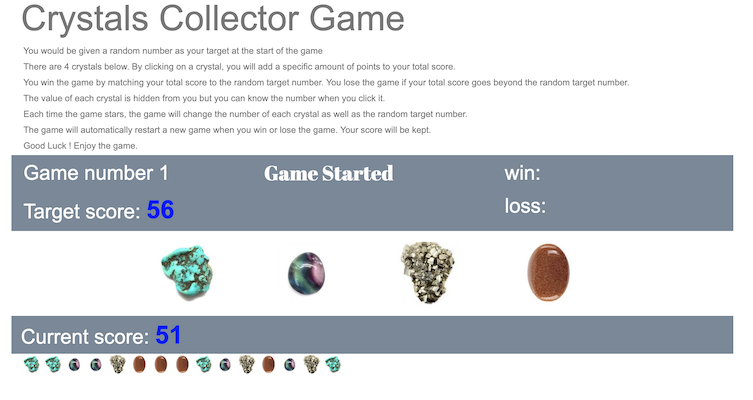 Crystals Collector Game
You would be given a random number as your target at the start of the game
There are 4 crystals below. By clicking on a crystal, you will add a specific amount of points to your total score.
You win the game by matching your total score to the random target number. You lose the game if your total score goes beyond the random target number.
The value of each crystal is hidden from you but you can know the number when you click it.
Each time the game stars, the game will change the number of each crystal as well as the random target number.
The game will automatically restart a new game when you win or lose the game. Your score will be kept.
Good Luck ! Enjoy the game.
Game number 1 Game Started win:
Target score: 56 loss:
Current score: 51